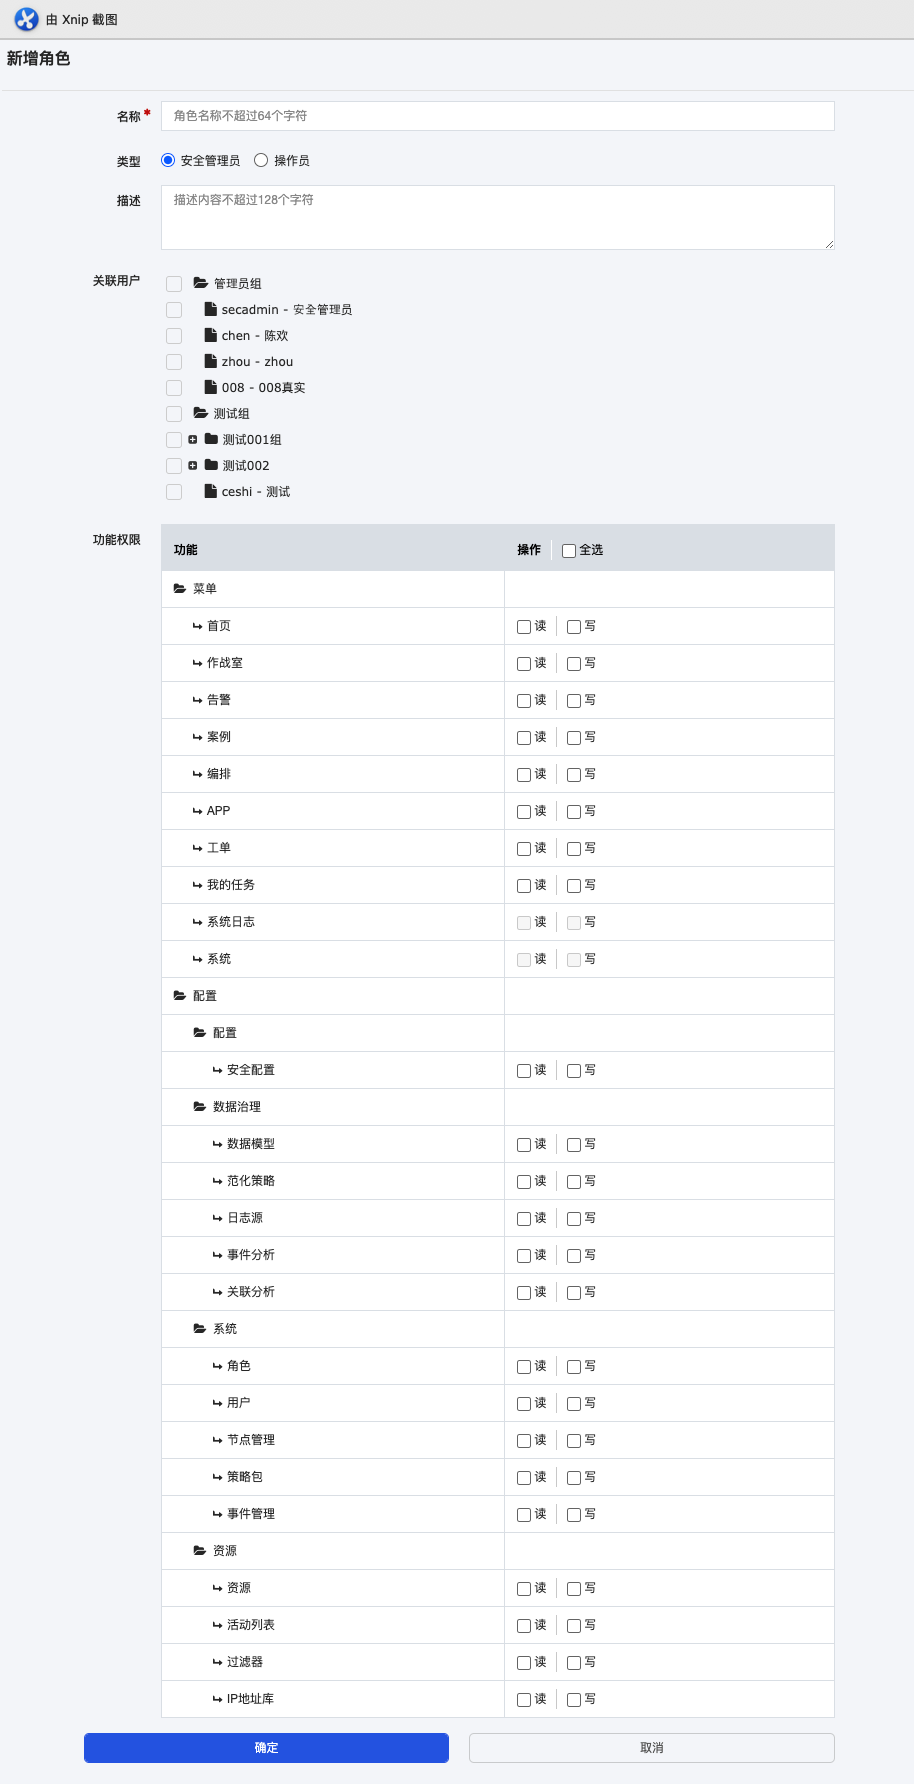 由 Xnip 截图
新增角色
名称 *
角色名称不超过64个字符
类型
安全管理员 操作员
描述
描述内容不超过128个字符
关联用户
管理员组
secadmin - 安全管理员
chen - 陈欢
zhou - zhou
008 - 008真实
测试组
测试001组
测试002
ceshi - 测试
功能权限
功能 操作 全选
菜单
首页 读 写
作战室 读 写
告警 读 写
案例 读 写
编排 读 写
APP 读 写
工单 读 写
我的任务 读 写
系统日志 读 写
系统 读 写
配置
配置
安全配置 读 写
数据治理
数据模型 读 写
范化策略 读 写
日志源 读 写
事件分析 读 写
关联分析 读 写
系统
角色 读 写
用户 读 写
节点管理 读 写
策略包 读 写
事件管理 读 写
资源
资源 读 写
活动列表 读 写
过滤器 读 写
IP地址库 读 写
确定 取消